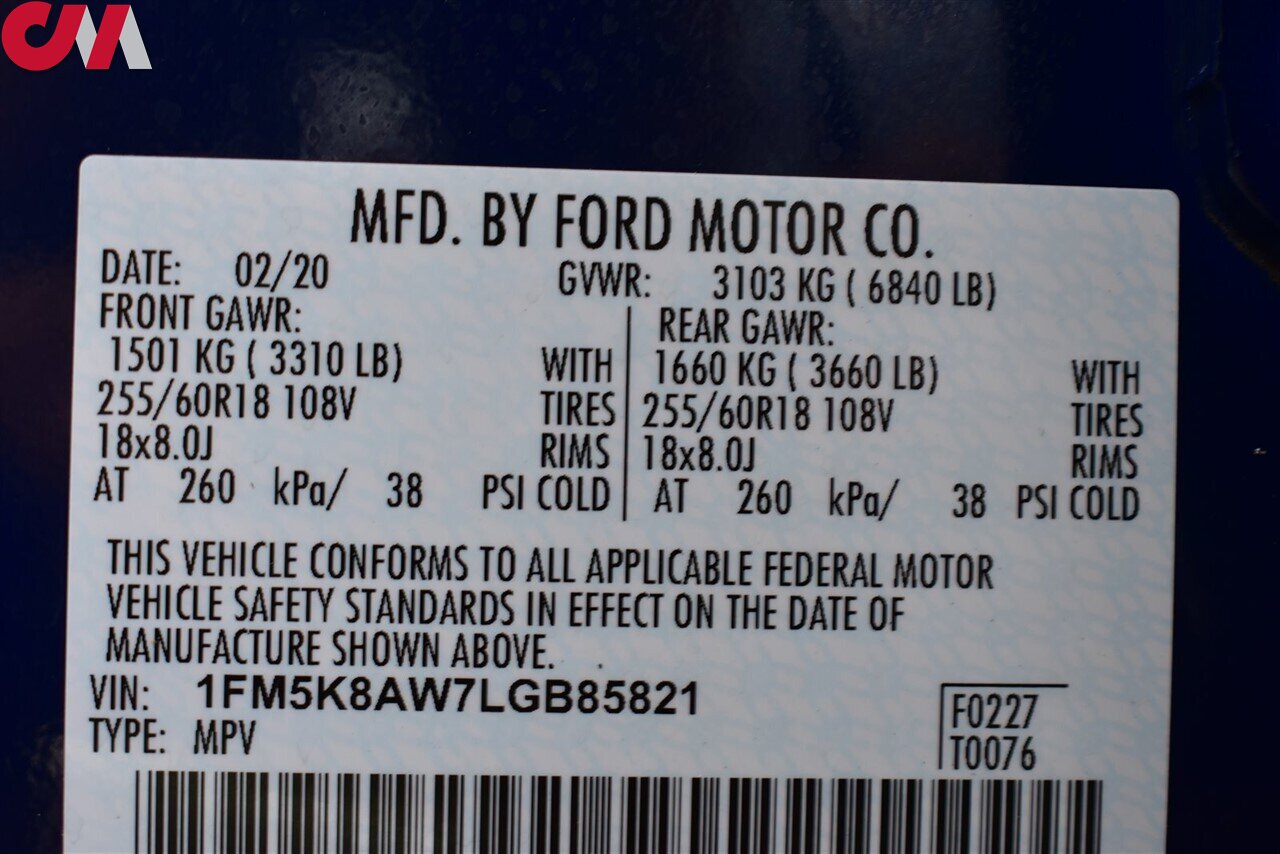 CM
MFD. BY FORD MOTOR CO.
DATE: 02/20 GVWR: 3103 KG ( 6840 LB)
FRONT GAWR: REAR GAWR:
1501 KG ( 3310 LB) WITH 1660 KG ( 3660 LB) WITH
255/60R18 108V TIRES 255/60R18 108V TIRES
18x8.0J RIMS 18x8.0J RIMS
AT 260 kPa/ 38 PSI COLD AT 260 kPa/ 38 PSI COLD
THIS VEHICLE CONFORMS TO ALL APPLICABLE FEDERAL MOTOR
VEHICLE SAFETY STANDARDS IN EFFECT ON THE DATE OF
MANUFACTURE SHOWN ABOVE.
VIN: 1FM5K8AW7LGB85821
F0227
TYPE: MPV
T0076